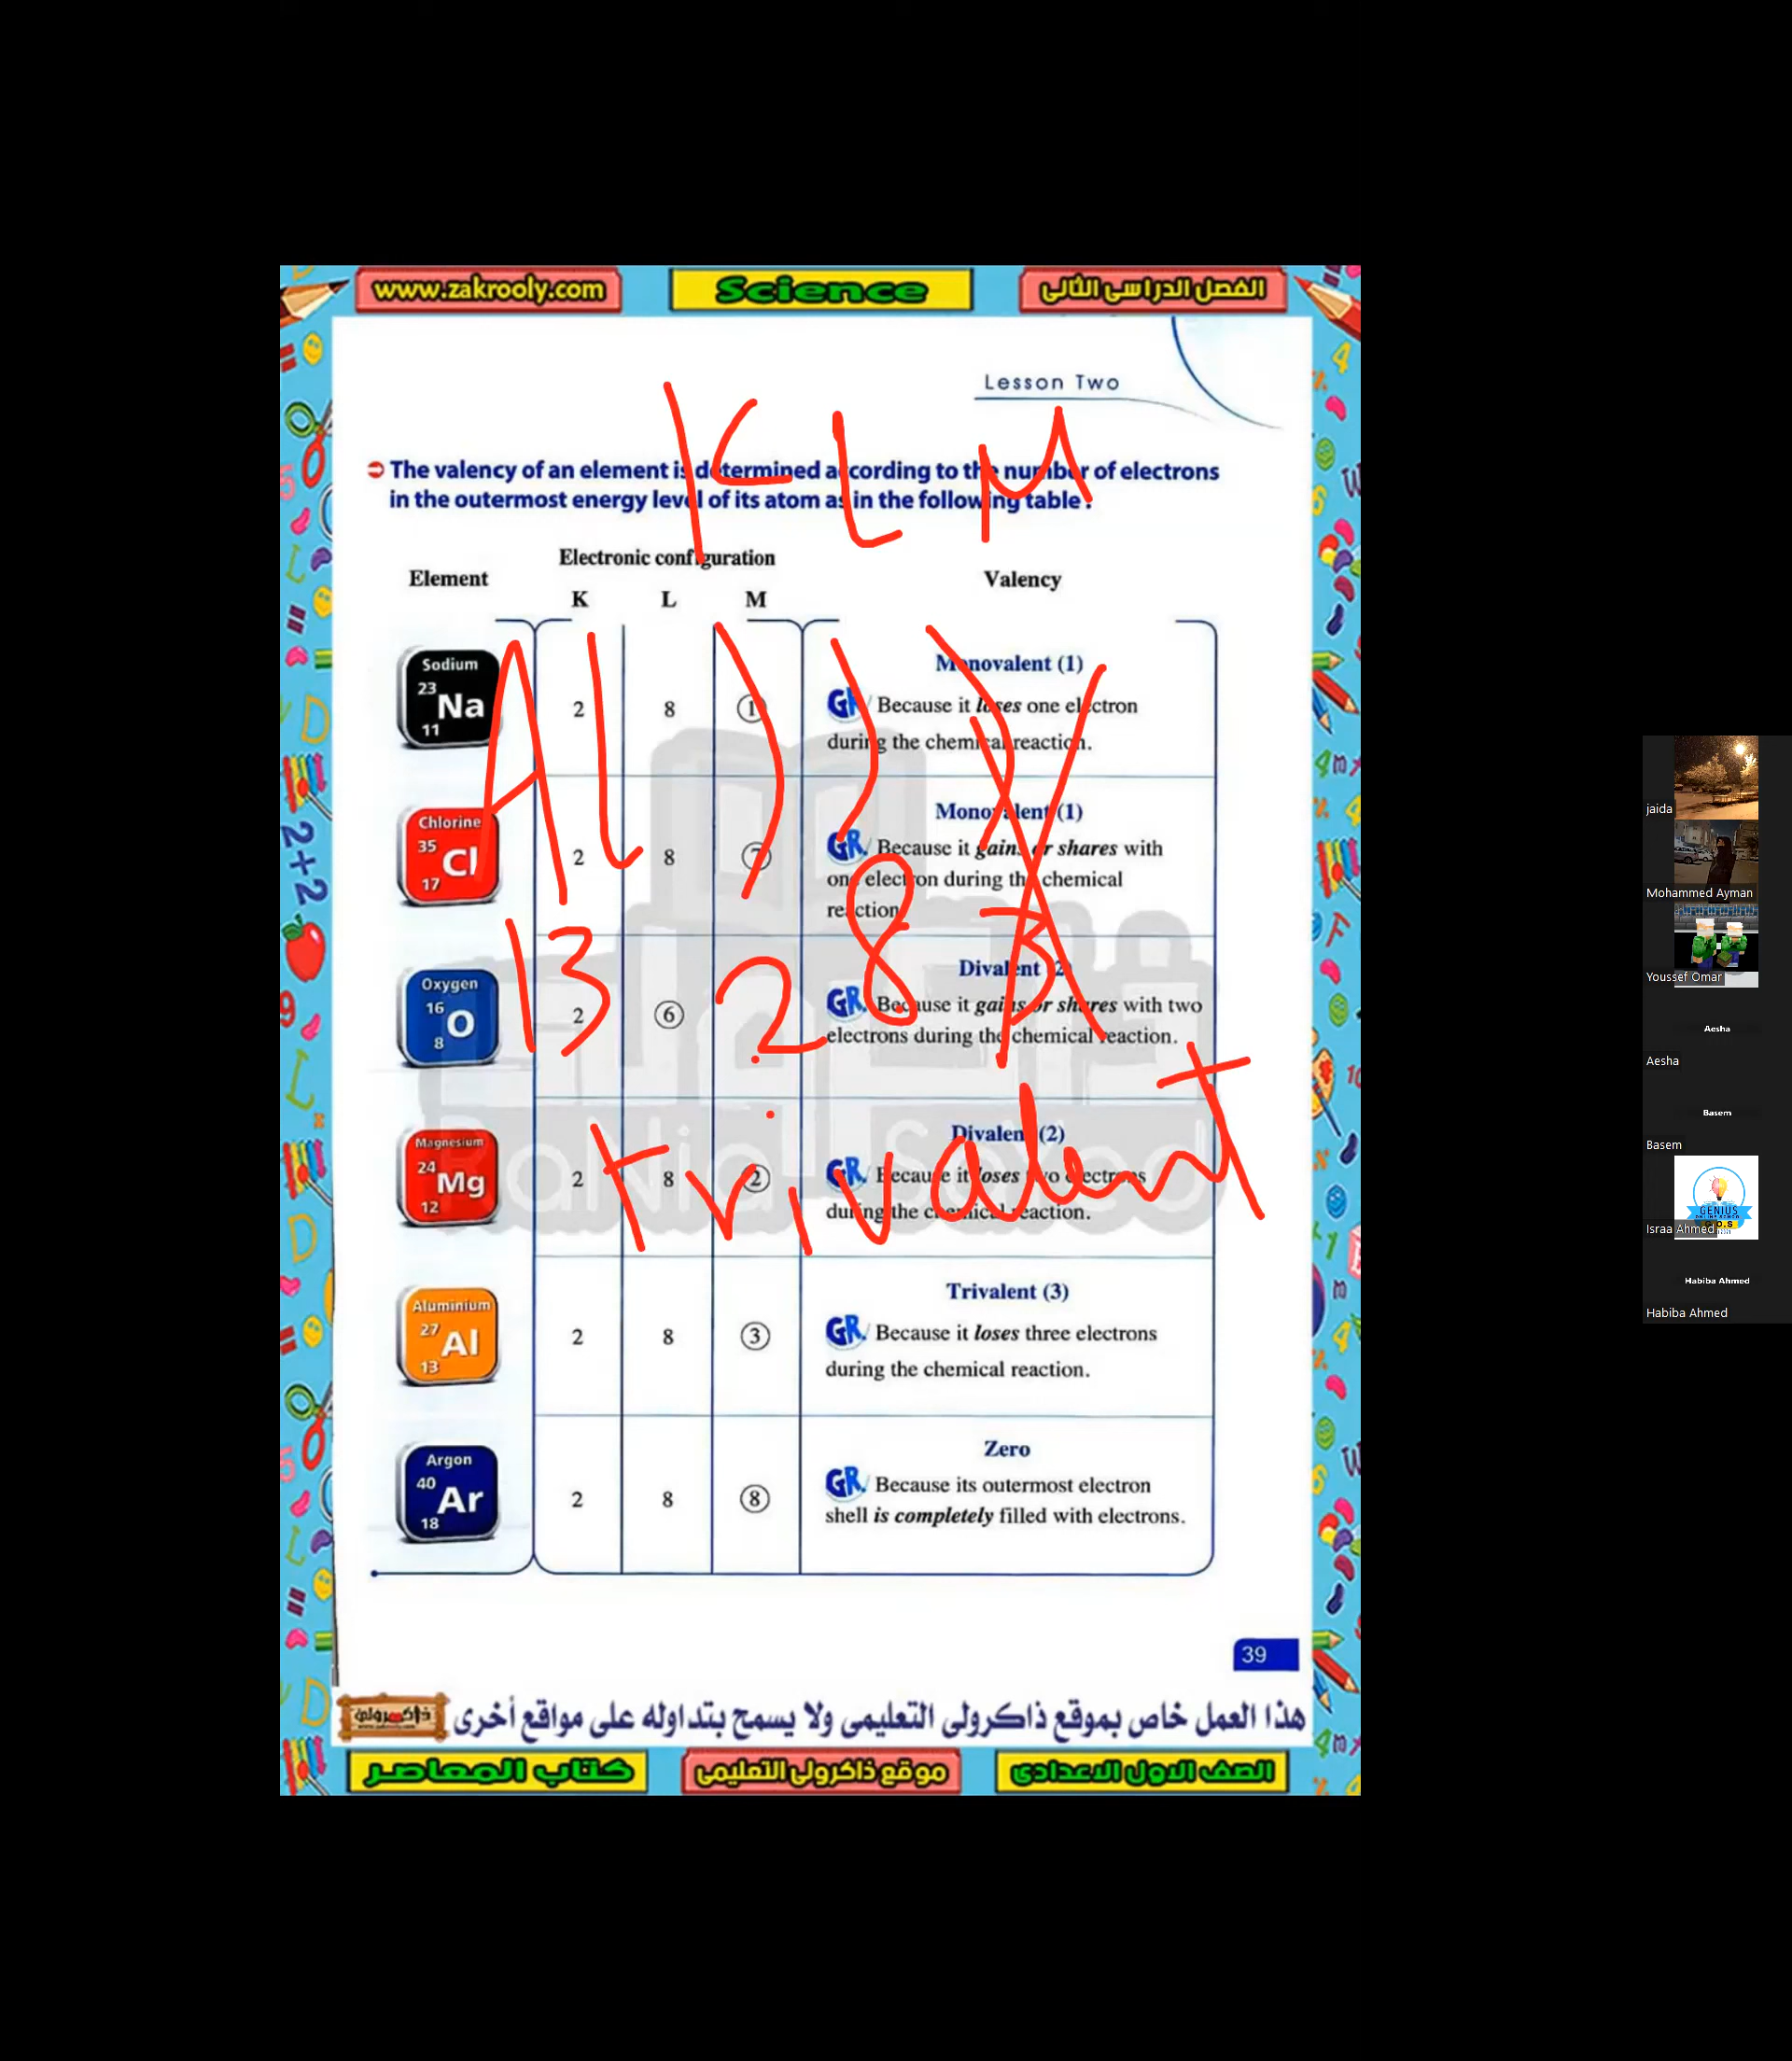 www.zakrooly.com
Science
الفصل الدراسى الثانى
Lesson Two
The valency of an element is determined according to the number of electrons
in the outermost energy level of its atom as in the following table :
K L M
Element
Electronic configuration
K L M
Valency
Sodium
23
Na
11
2 8 1
Monovalent (1)
GR. Because it loses one electron
during the chemical reaction.
Chlorine
35
Cl
17
2 8 7
Monovalent (1)
GR. Because it gains or shares with
one electron during the chemical
reaction.
Oxygen
16
O
8
2 6
Divalent (2)
GR. Because it gains or shares with two
electrons during the chemical reaction.
Magnesium
24
Mg
12
2 8 2
Divalent (2)
GR. Because it loses two electrons
during the chemical reaction.
Al
13
2 8 3
trivalent
Aluminium
27
Al
13
2 8 3
Trivalent (3)
GR. Because it loses three electrons
during the chemical reaction.
Argon
40
Ar
18
2 8 8
Zero
GR. Because its outermost electron
shell is completely filled with electrons.
39
هذا العمل خاص بموقع ذاكرولى التعليمى ولا يسمح بتداوله على مواقع أخرى
ذاكرولى
كتاب المعاصر
موقع ذاكرولى التعليمى
الصف الاول الاعدادى
jaida
Mohammed Ayman
Youssef Omar
Aesha
Aesha
Basem
Basem
GENIUS
Israa Ahmed
Habiba Ahmed
Habiba Ahmed